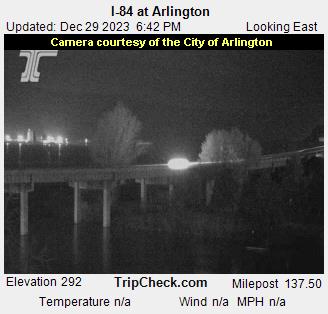 I-84 at Arlington
Updated: Dec 29 2023 6:42 PM Looking East
Camera courtesy of the City of Arlington
Elevation 292 TripCheck.com Milepost 137.50
Temperature n/a Wind n/a MPH n/a